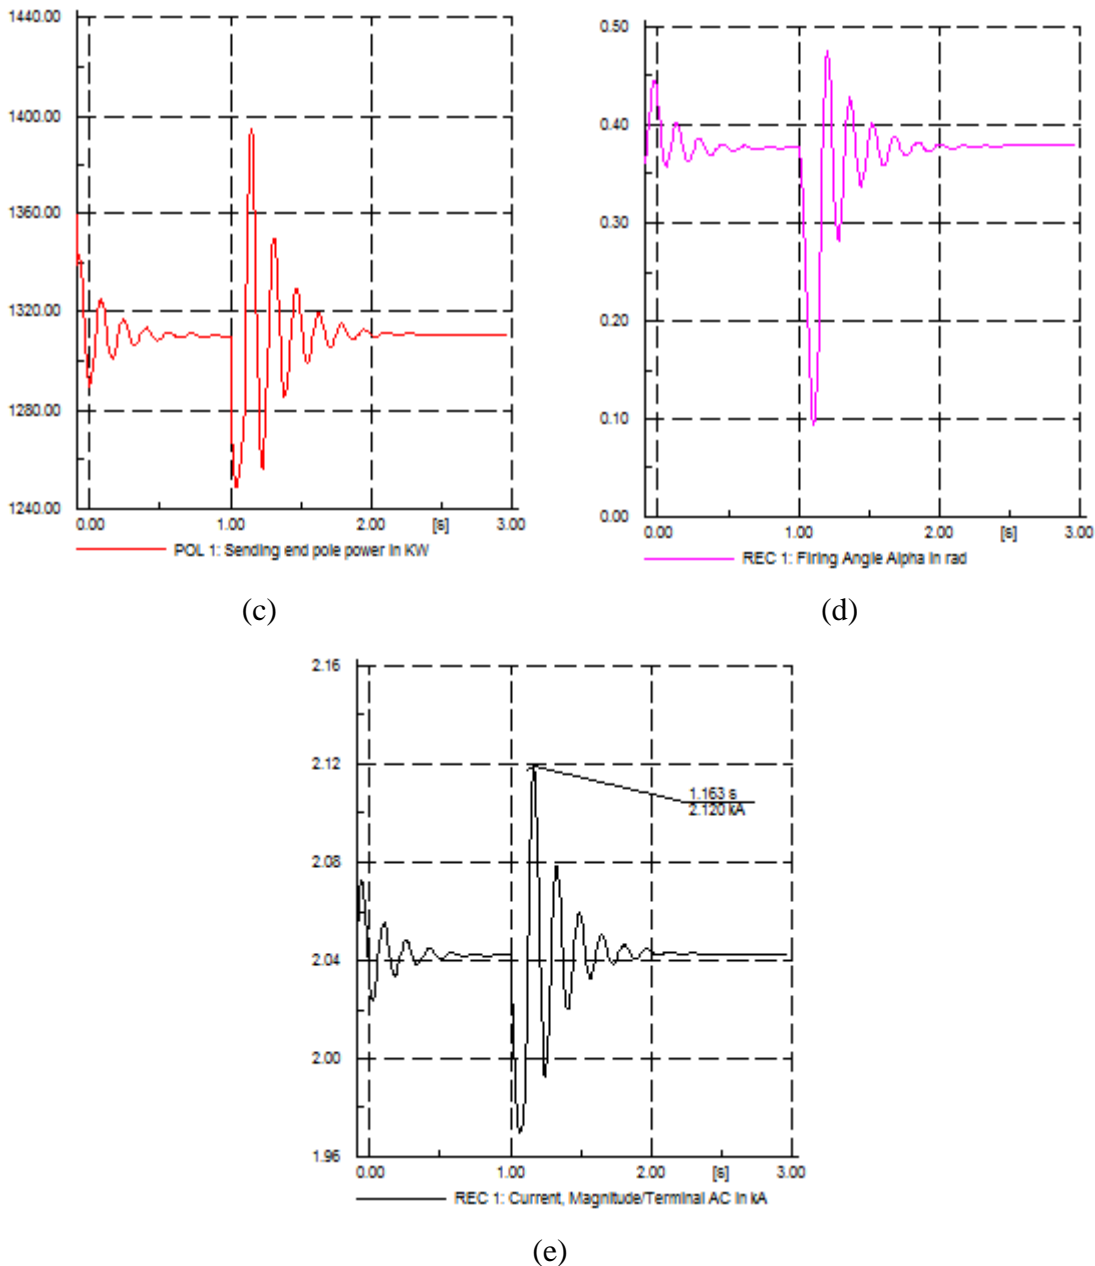 1440.00
1400.00
1360.00
1320.00
1280.00
1240.00
0.00 1.00 2.00 [s] 3.00
POL 1: Sending end pole power in KW
(c)
0.50
0.40
0.30
0.20
0.10
0.00
0.00 1.00 2.00 [s] 3.00
REC 1: Firing Angle Alpha in rad
(d)
2.16
2.12
2.08
2.04
2.00
1.96
1.163 s
2.120 kA
0.00 1.00 2.00 [s] 3.00
REC 1: Current, Magnitude/Terminal AC in kA
(e)